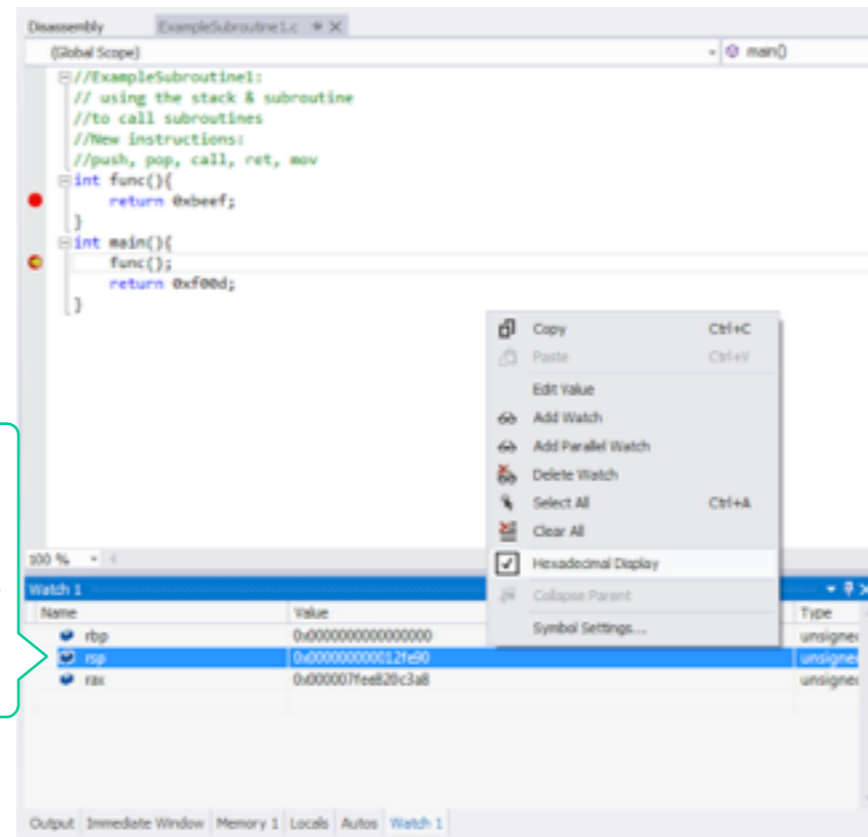 Disassembly ExampleSubroutine1.c
(Global Scope) main()
//ExampleSubroutine1:
// using the stack & subroutine
//to call subroutines
//New instructions:
//push, pop, call, ret, mov
int func(){
return 0xbeef;
}
int main(){
func();
return 0xf00d;
}
Copy Ctrl+C
Paste Ctrl+V
Edit Value
Add Watch
Add Parallel Watch
Delete Watch
Select All Ctrl+A
Clear All
Hexadecimal Display
Collapse Parent
Symbol Settings...
100 %
Watch 1
Name Value Type
rbp 0x0000000000000000 unsigned
rsp 0x000000000012fe90 unsigned
rax 0x000007fee820c3a8 unsigned
Output Immediate Window Memory 1 Locals Autos Watch 1